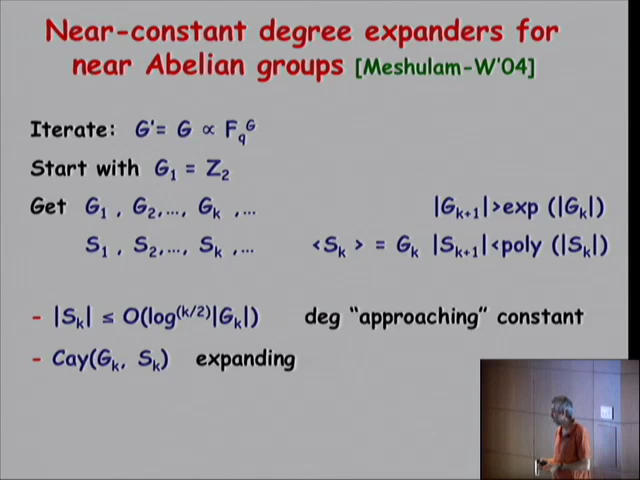 Near-constant degree expanders for
near Abelian groups [Meshulam-W'04]
Iterate: G'= G ∝ F_q^G
Start with G_1 = Z_2
Get G_1 , G_2,…, G_k ,… |G_{k+1}|>exp (|G_k|)
S_1 , S_2,…, S_k ,… <S_k > = G_k |S_{k+1}|<poly (|S_k|)
- |S_k| ≤ O(log^{(k/2)}|G_k|) deg "approaching" constant
- Cay(G_k, S_k) expanding